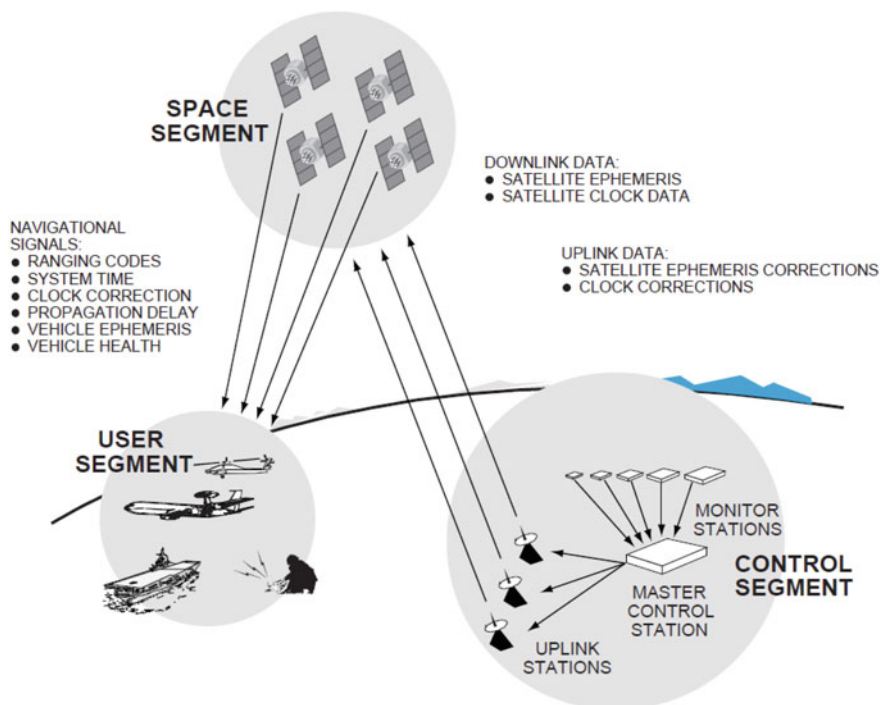 SPACE
SEGMENT
DOWNLINK DATA:
● SATELLITE EPHEMERIS
● SATELLITE CLOCK DATA
NAVIGATIONAL
SIGNALS:
● RANGING CODES
● SYSTEM TIME
● CLOCK CORRECTION
● PROPAGATION DELAY
● VEHICLE EPHEMERIS
● VEHICLE HEALTH
UPLINK DATA:
● SATELLITE EPHEMERIS CORRECTIONS
● CLOCK CORRECTIONS
USER
SEGMENT
MONITOR
STATIONS
CONTROL
SEGMENT
MASTER
CONTROL
STATION
UPLINK
STATIONS